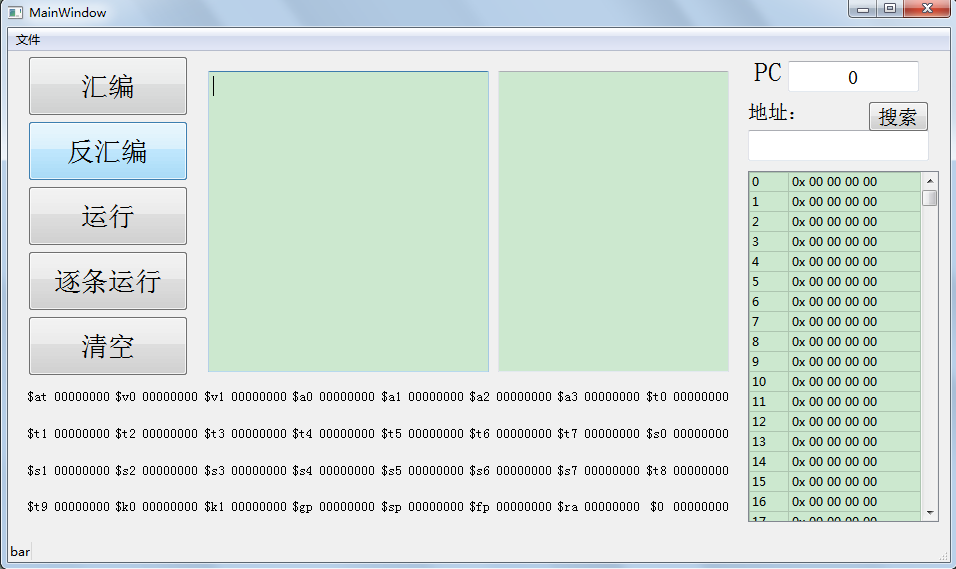 MainWindow
文件
汇编
反汇编
运行
逐条运行
清空
PC 0
地址：
搜索
0 0x 00 00 00 00
1 0x 00 00 00 00
2 0x 00 00 00 00
3 0x 00 00 00 00
4 0x 00 00 00 00
5 0x 00 00 00 00
6 0x 00 00 00 00
7 0x 00 00 00 00
8 0x 00 00 00 00
9 0x 00 00 00 00
10 0x 00 00 00 00
11 0x 00 00 00 00
12 0x 00 00 00 00
13 0x 00 00 00 00
14 0x 00 00 00 00
15 0x 00 00 00 00
16 0x 00 00 00 00
17 0x 00 00 00 00
$at 00000000 $v0 00000000 $v1 00000000 $a0 00000000 $a1 00000000 $a2 00000000 $a3 00000000 $t0 00000000
$t1 00000000 $t2 00000000 $t3 00000000 $t4 00000000 $t5 00000000 $t6 00000000 $t7 00000000 $s0 00000000
$s1 00000000 $s2 00000000 $s3 00000000 $s4 00000000 $s5 00000000 $s6 00000000 $s7 00000000 $t8 00000000
$t9 00000000 $k0 00000000 $k1 00000000 $gp 00000000 $sp 00000000 $fp 00000000 $ra 00000000 $0 00000000
bar